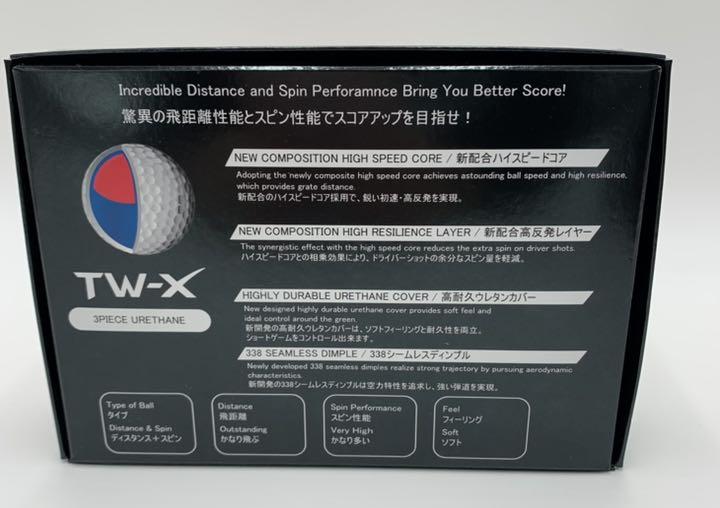 Incredible Distance and Spin Perforamnce Bring You Better Score!
驚異の飛距離性能とスピン性能でスコアアップを目指せ！
NEW COMPOSITION HIGH SPEED CORE / 新配合ハイスピードコア
Adopting the newly composite high speed core achieves astounding ball speed and high resilience,
which provides grate distance.
新配合のハイスピードコア採用で、鋭い初速・高反発を実現。
NEW COMPOSITION HIGH RESILIENCE LAYER / 新配合高反発レイヤー
The synergistic effect with the high speed core reduces the extra spin on driver shots.
ハイスピードコアとの相乗効果により、ドライバーショットの余分なスピン量を軽減。
TW-X
3PIECE URETHANE
HIGHLY DURABLE URETHANE COVER / 高耐久ウレタンカバー
New designed highly durable urethane cover provides soft feel and
ideal control around the green.
新開発の高耐久ウレタンカバーは、ソフトフィーリングと耐久性を両立。
ショートゲームをコントロール出来ます。
338 SEAMLESS DIMPLE / 338シームレスディンプル
Newly developed 338 seamless dimples realize strong trajectory by pursuing aerodynamic
characteristics.
新開発の338シームレスディンプルは空力特性を追求し、強い弾道を実現。
Type of Ball
タイプ
Distance & Spin
ディスタンス＋スピン
Distance
飛距離
Outstanding
かなり飛ぶ
Spin Performance
スピン性能
Very High
かなり多い
Feel
フィーリング
Soft
ソフト